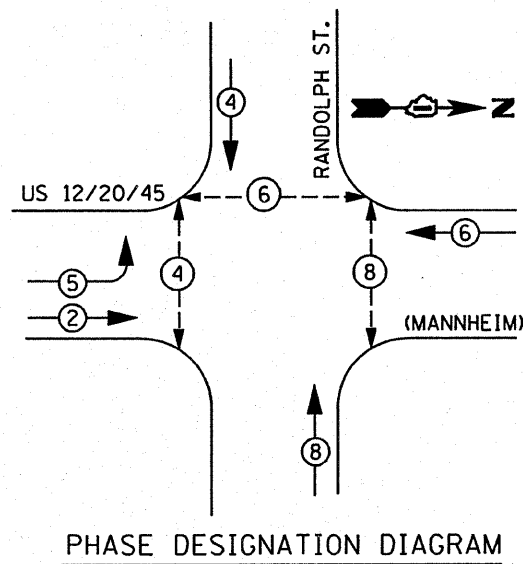 RANDOLPH ST.
4
N
US 12/20/45
6
6
5
4
8
2
(MANNHEIM)
8
PHASE DESIGNATION DIAGRAM